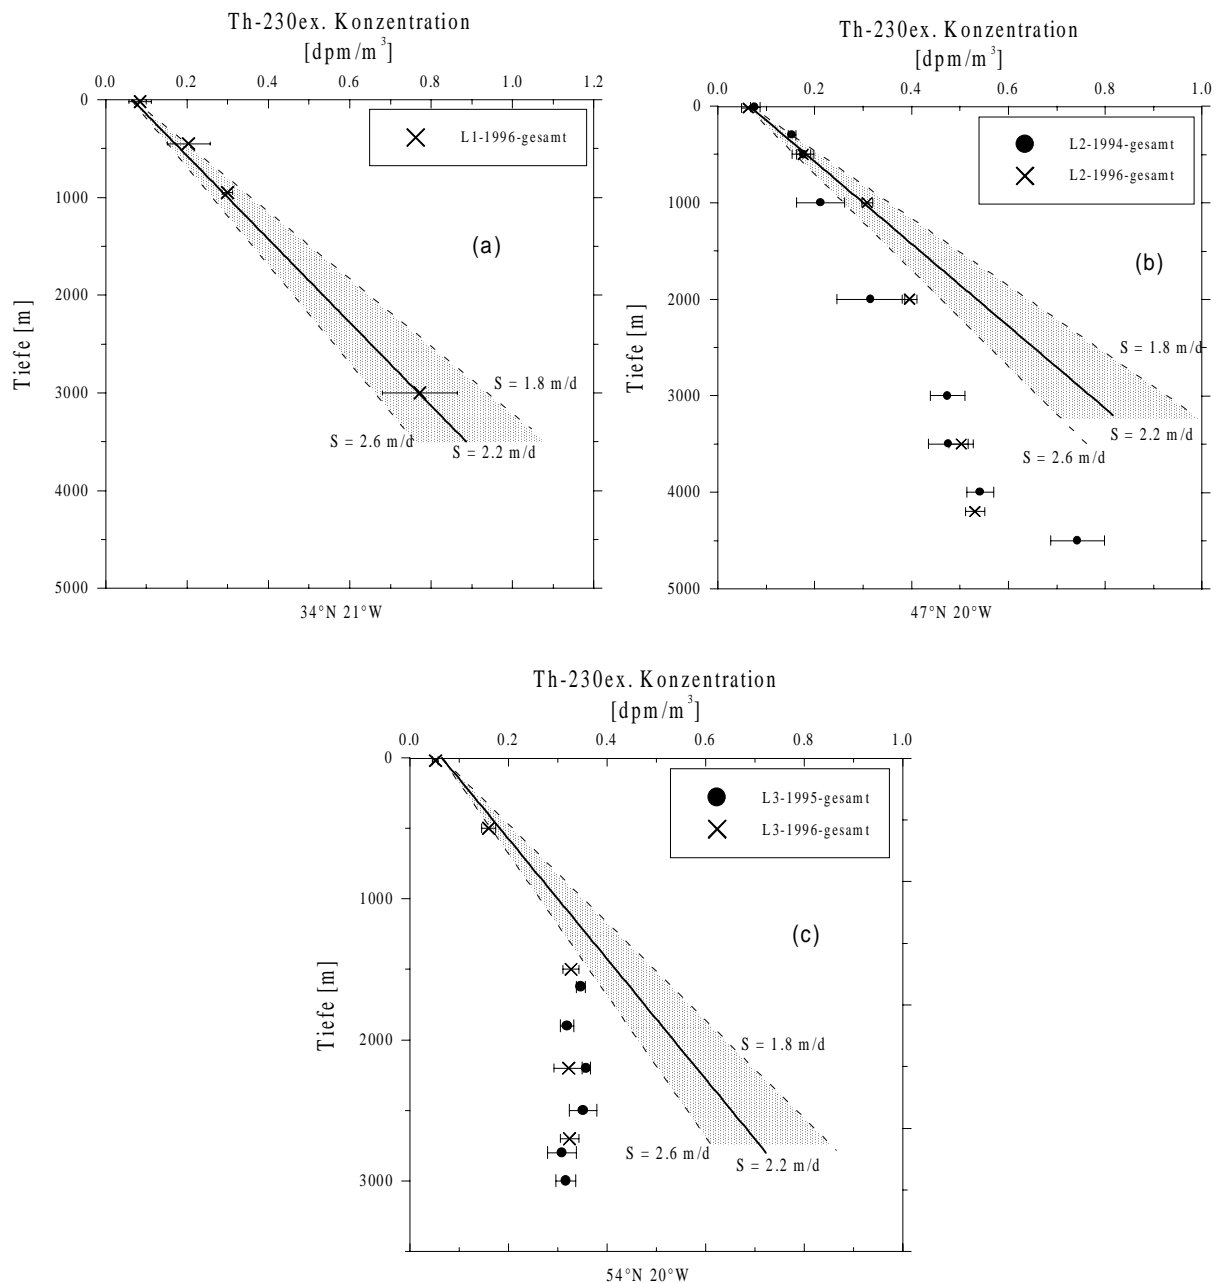 Th-230ex. Konzentration
[dpm/m³]
0.0 0.2 0.4 0.6 0.8 1.0 1.2
0
1000
2000
3000
4000
5000
Tiefe [m]
L1-1996-gesamt
(a)
S = 1.8 m/d
S = 2.6 m/d
S = 2.2 m/d
34°N 21°W
Th-230ex. Konzentration
[dpm/m³]
0.0 0.2 0.4 0.6 0.8 1.0
0
1000
2000
3000
4000
5000
Tiefe [m]
L2-1994-gesamt
L2-1996-gesamt
(b)
S = 1.8 m/d
S = 2.2 m/d
S = 2.6 m/d
47°N 20°W
Th-230ex. Konzentration
[dpm/m³]
0.0 0.2 0.4 0.6 0.8 1.0
0
1000
2000
3000
Tiefe [m]
L3-1995-gesamt
L3-1996-gesamt
(c)
S = 1.8 m/d
S = 2.6 m/d
S = 2.2 m/d
54°N 20°W